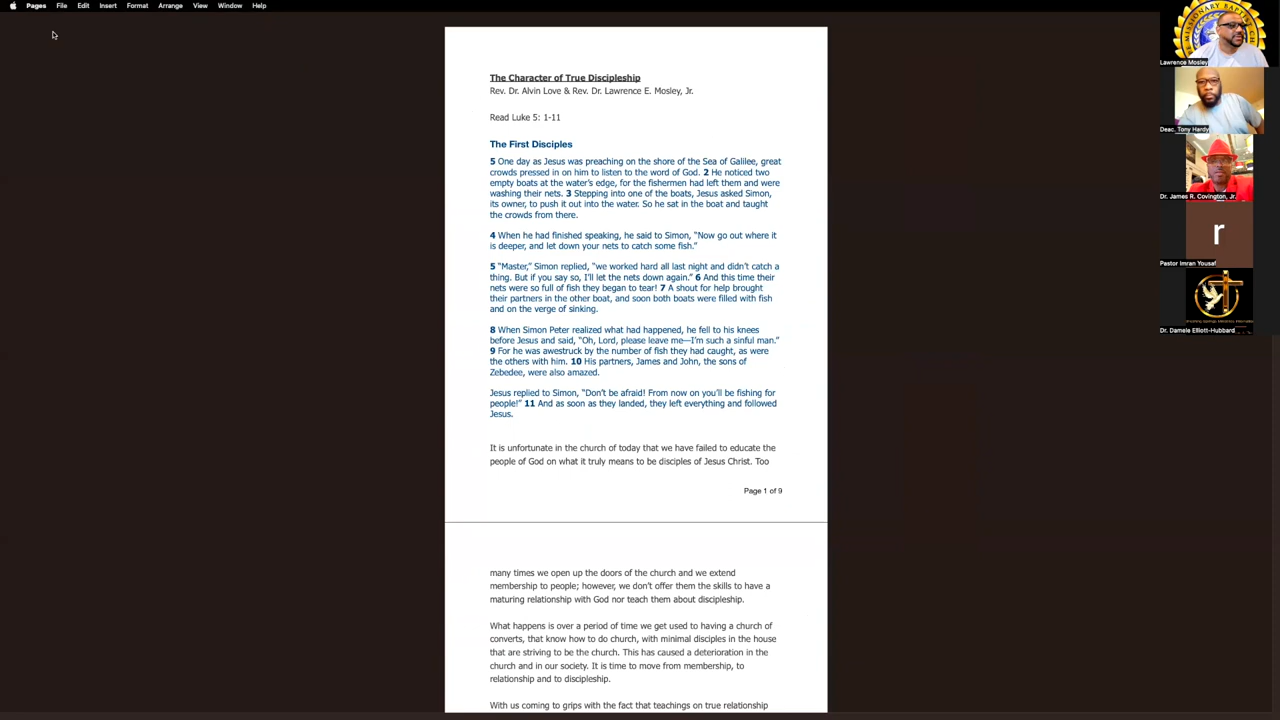 Pages File Edit Insert Format Arrange View Window Help
The Character of True Discipleship
Rev. Dr. Alvin Love & Rev. Dr. Lawrence E. Mosley, Jr.
Read Luke 5: 1-11
The First Disciples
5 One day as Jesus was preaching on the shore of the Sea of Galilee, great
crowds pressed in on him to listen to the word of God. 2 He noticed two
empty boats at the water’s edge, for the fishermen had left them and were
washing their nets. 3 Stepping into one of the boats, Jesus asked Simon,
its owner, to push it out into the water. So he sat in the boat and taught
the crowds from there.
4 When he had finished speaking, he said to Simon, “Now go out where it
is deeper, and let down your nets to catch some fish.”
5 “Master,” Simon replied, “we worked hard all last night and didn’t catch a
thing. But if you say so, I’ll let the nets down again.” 6 And this time their
nets were so full of fish they began to tear! 7 A shout for help brought
their partners in the other boat, and soon both boats were filled with fish
and on the verge of sinking.
8 When Simon Peter realized what had happened, he fell to his knees
before Jesus and said, “Oh, Lord, please leave me—I’m such a sinful man.”
9 For he was awestruck by the number of fish they had caught, as were
the others with him. 10 His partners, James and John, the sons of
Zebedee, were also amazed.
Jesus replied to Simon, “Don’t be afraid! From now on you’ll be fishing for
people!” 11 And as soon as they landed, they left everything and followed
Jesus.
It is unfortunate in the church of today that we have failed to educate the
people of God on what it truly means to be disciples of Jesus Christ. Too
Page 1 of 9
many times we open up the doors of the church and we extend
membership to people; however, we don’t offer them the skills to have a
maturing relationship with God nor teach them about discipleship.
What happens is over a period of time we get used to having a church of
converts, that know how to do church, with minimal disciples in the house
that are striving to be the church. This has caused a deterioration in the
church and in our society. It is time to move from membership, to
relationship and to discipleship.
With us coming to grips with the fact that teachings on true relationship
MISSIONARY BAPTIST
Lawrence Mosley
Deac. Tony Hardy
Dr. James R. Covington, Jr.
r
Pastor Imran Yousaf
Dr. Damele Elliott-Hubbard